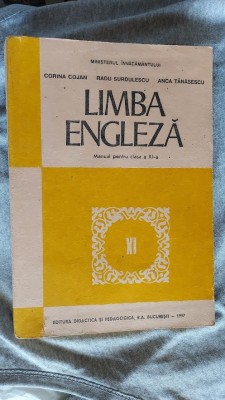 MINISTERUL ÎNVĂŢĂMÂNTULUI
CORINA COJAN RADU SURDULESCU ANCA TĂNĂSESCU
LIMBA
ENGLEZĂ
Manual pentru clasa a XI-a
XI
EDITURA DIDACTICĂ ŞI PEDAGOGICĂ, R.A. BUCUREŞTI – 1997